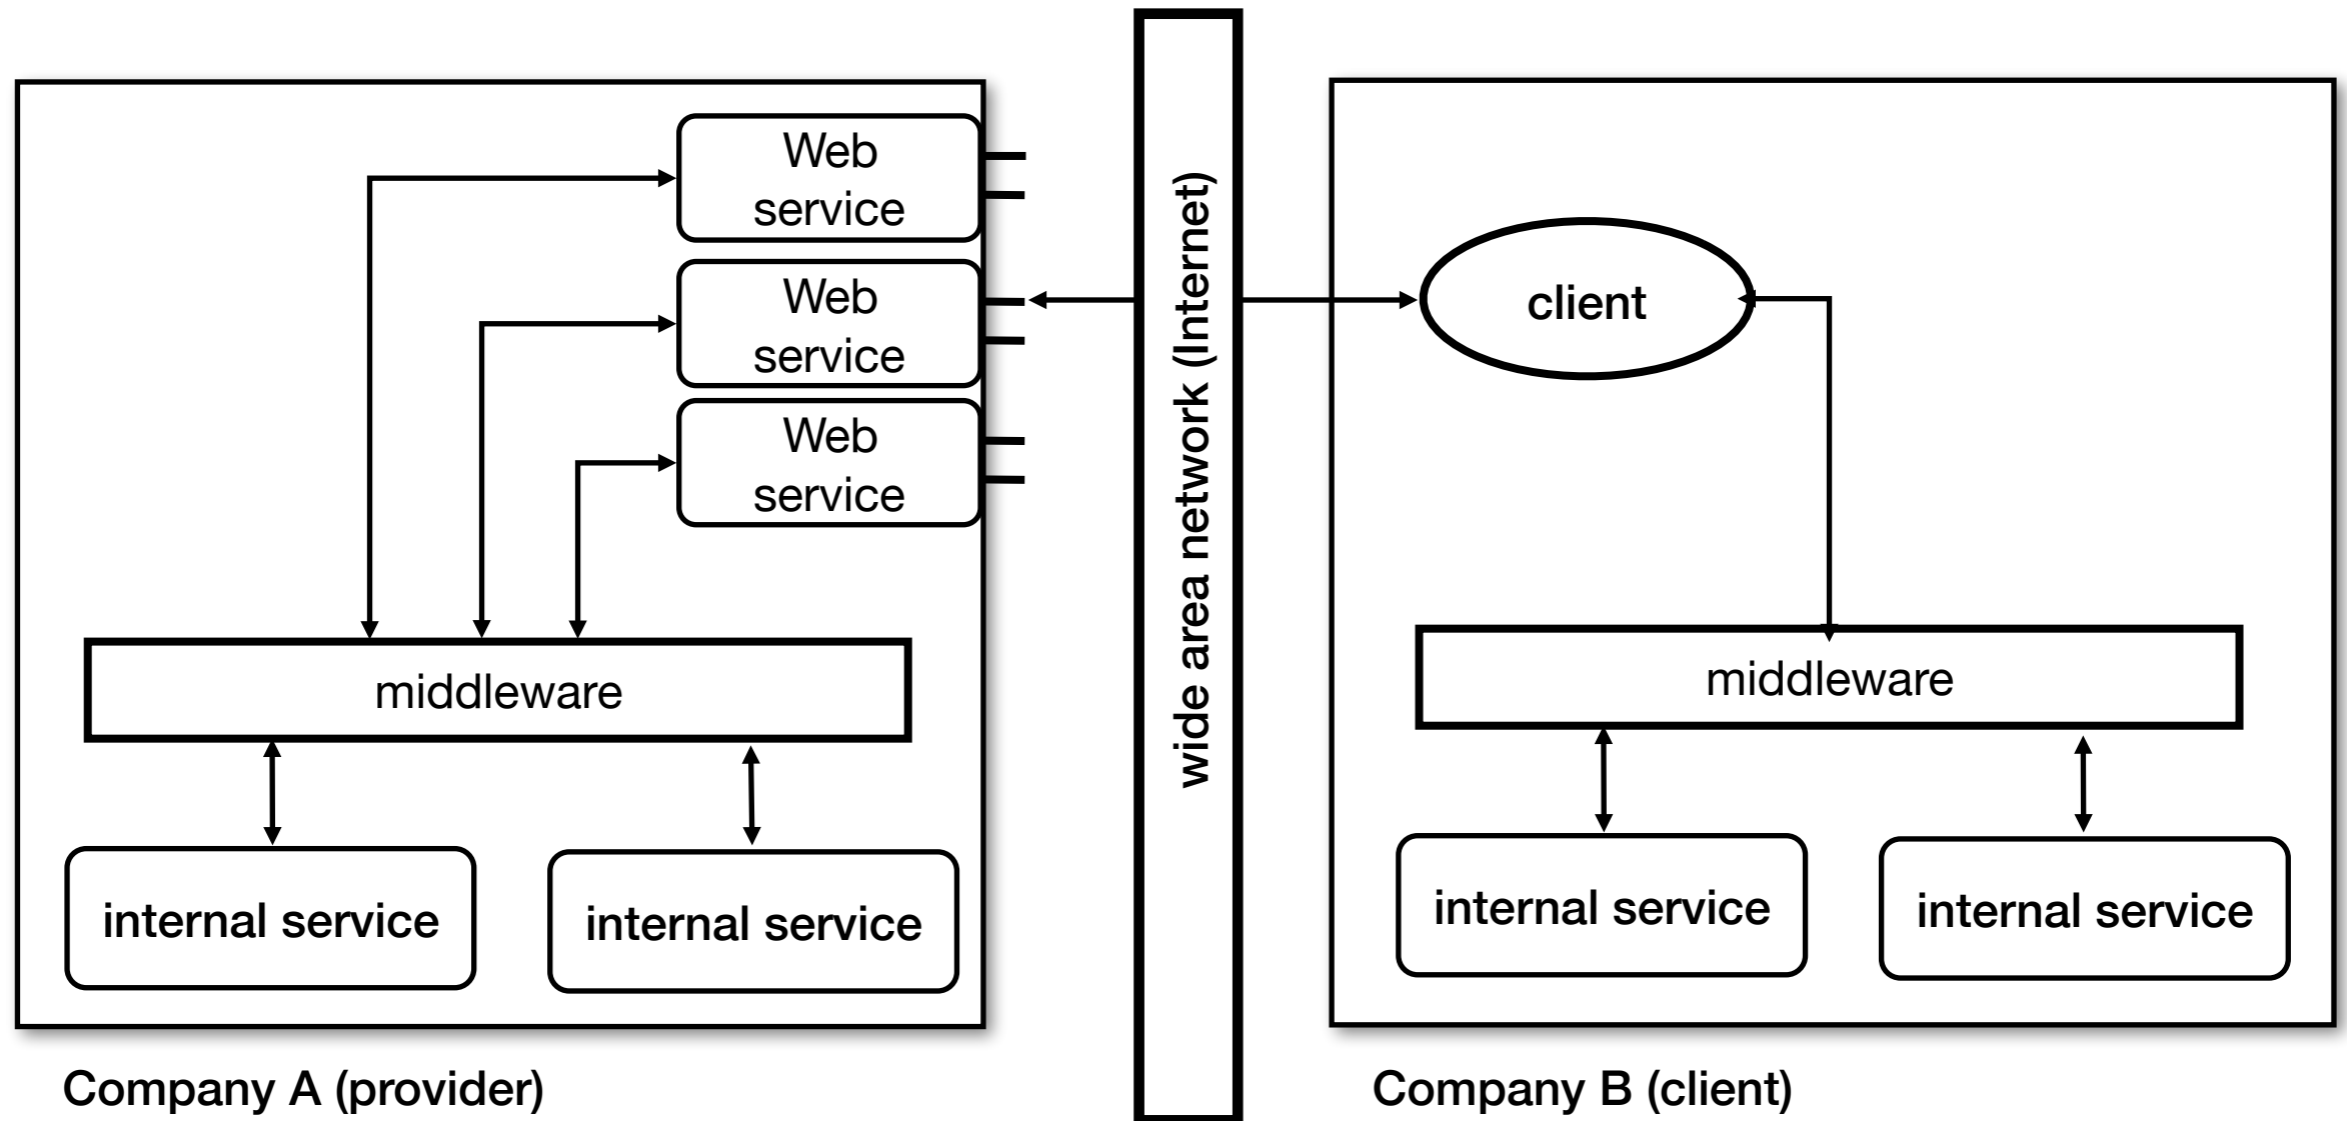 Web
service
Web
service
Web
service
middleware
internal service
internal service
Company A (provider)
wide area network (Internet)
client
middleware
internal service
internal service
Company B (client)